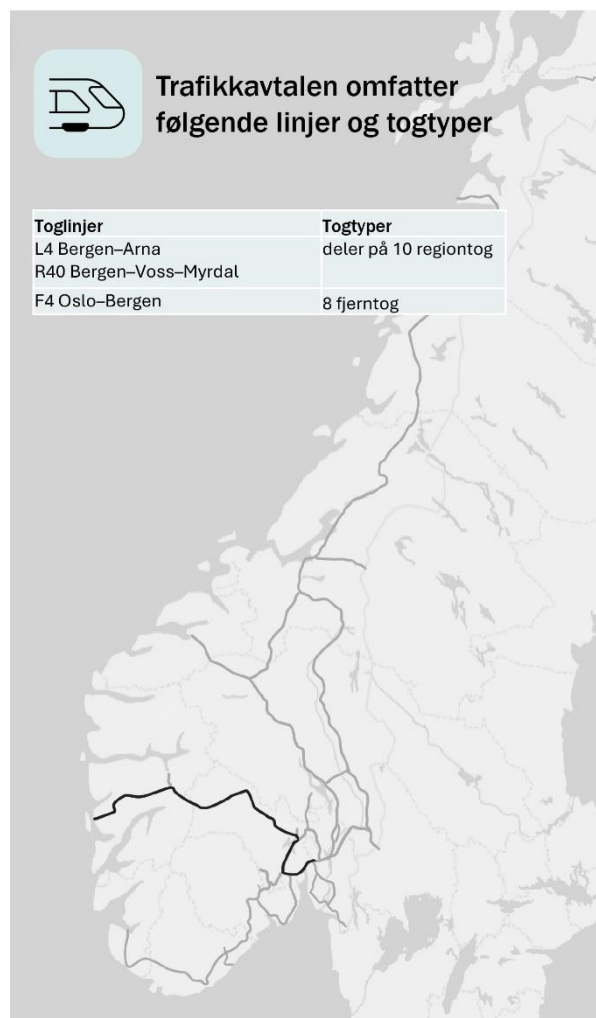 Trafikkavtalen omfatter
følgende linjer og togtyper
Toglinjer Togtyper
L4 Bergen–Arna deler på 10 regiontog
R40 Bergen–Voss–Myrdal
F4 Oslo–Bergen 8 fjerntog